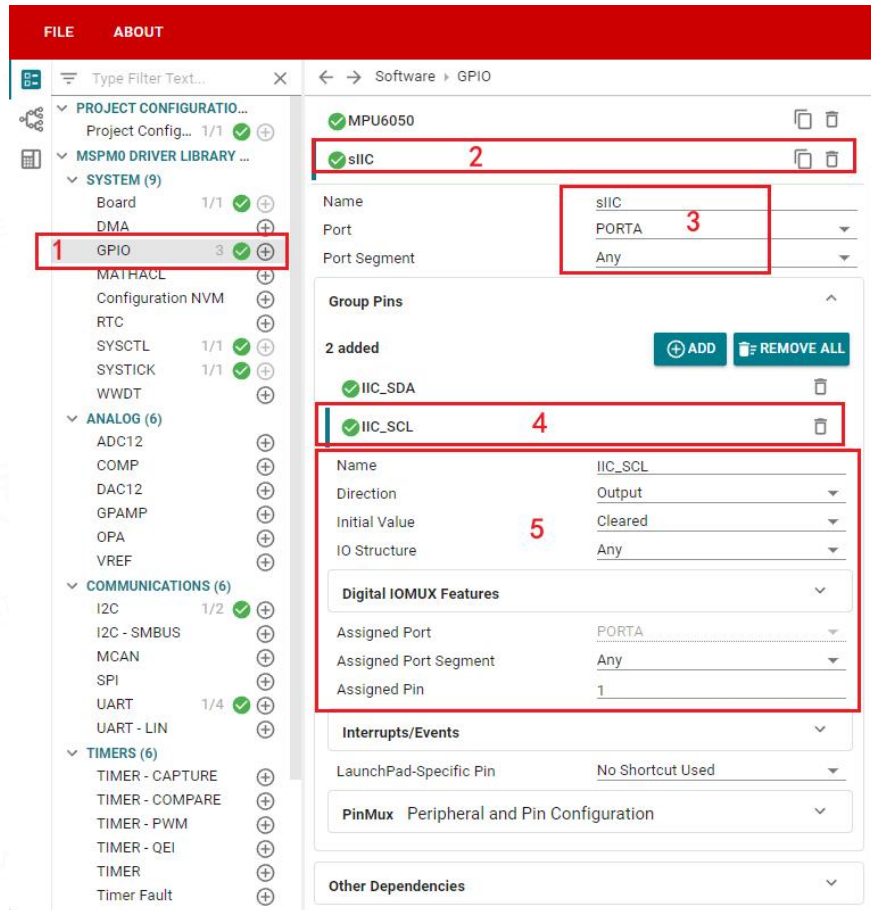 FILE ABOUT
Type Filter Text...
PROJECT CONFIGURATIO...
Project Config... 1/1
MSPM0 DRIVER LIBRARY ...
SYSTEM (9)
Board 1/1
DMA
1 GPIO 3
MATHACL
Configuration NVM
RTC
SYSCTL 1/1
SYSTICK 1/1
WWDT
ANALOG (6)
ADC12
COMP
DAC12
GPAMP
OPA
VREF
COMMUNICATIONS (6)
I2C 1/2
I2C - SMBUS
MCAN
SPI
UART 1/4
UART - LIN
TIMERS (6)
TIMER - CAPTURE
TIMER - COMPARE
TIMER - PWM
TIMER - QEI
TIMER
Timer Fault
Software GPIO
MPU6050
sIIC 2
Name sIIC
Port PORTA 3
Port Segment Any
Group Pins
2 added ADD REMOVE ALL
IIC_SDA
IIC_SCL 4
Name IIC_SCL
Direction Output
Initial Value Cleared
5
IO Structure Any
Digital IOMUX Features
Assigned Port PORTA
Assigned Port Segment Any
Assigned Pin 1
Interrupts/Events
LaunchPad-Specific Pin No Shortcut Used
PinMux Peripheral and Pin Configuration
Other Dependencies